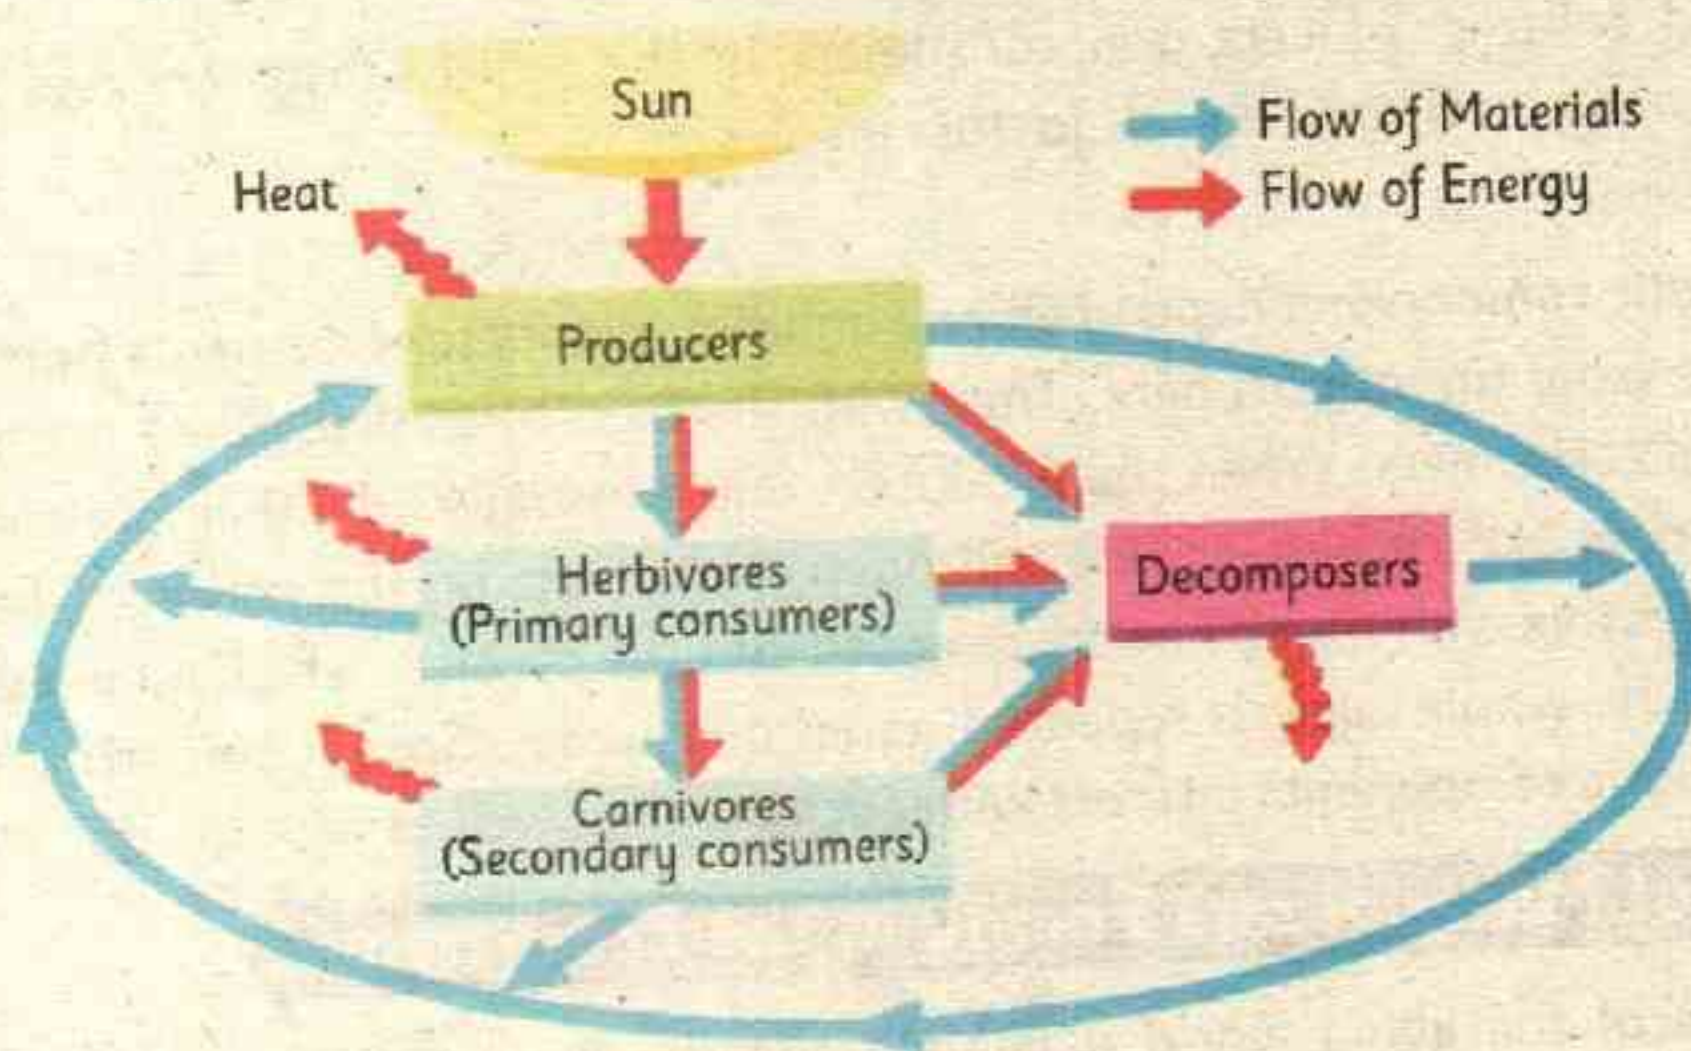 Sun
Flow of Materials
Flow of Energy
Heat
Producers
Herbivores
(Primary consumers)
Decomposers
Carnivores
(Secondary consumers)